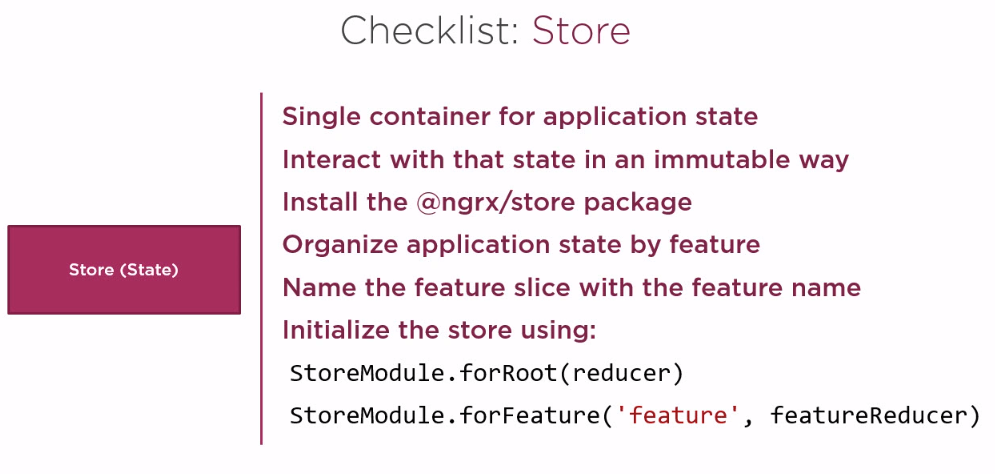 Checklist: Store
Single container for application state
Interact with that state in an immutable way
Install the @ngrx/store package
Organize application state by feature
Store (State)
Name the feature slice with the feature name
Initialize the store using:
StoreModule.forRoot(reducer)
StoreModule.forFeature('feature', featureReducer)